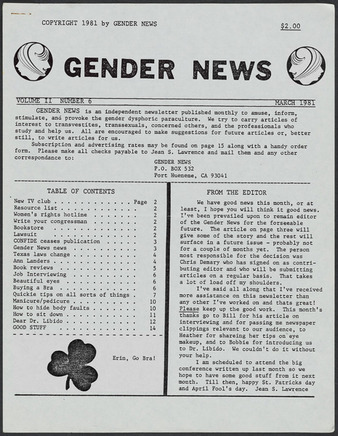 COPYRIGHT 1981 by GENDER NEWS
$2.00
GENDER NEWS
VOLUME II NUMBER 6
MARCH 1981
GENDER NEWS is an independent newsletter published monthly to amuse, inform,
stimulate, and provoke the gender dysphoric paraculture. We try to carry articles of
interest to transvestites, transsexuals, concerned others, and the professionals who
study and help us. All are encouraged to make suggestions for future articles or, better
still, to write articles for us.
Subscription and advertising rates may be found on page 15 along with a handy order
form. Please make all checks payable to Jean S. Lawrence and mail them and any other
correspondance to:
GENDER NEWS
P.O. BOX 532
Port Hueneme, CA 93041
TABLE OF CONTENTS
New TV club . . . . . . . . . . . Page 2
Resource list . . . . . . . . . . . . 2
Women's rights hotline . . . . . . . 2
Write your congressman . . . . . . . 2
Bookstore . . . . . . . . . . . . . . 2
Lawsuit . . . . . . . . . . . . . . . 2
CONFIDE ceases publication . . . . . 3
Gender News news . . . . . . . . . . 3
Texas laws change . . . . . . . . . . 4
Ann Landers . . . . . . . . . . . . . 4
Book reviews . . . . . . . . . . . . 5
Job Interviewing . . . . . . . . . . 5
Beautiful eyes . . . . . . . . . . . 6
Buying a Bra . . . . . . . . . . . . 6
Quickie tips on all sorts of things . 7
Manicure/pedicure . . . . . . . . . . 10
How to hide body faults . . . . . . . 10
How to sit down . . . . . . . . . . . 11
Dear Dr. Libido . . . . . . . . . . . 12
GOOD STUFF . . . . . . . . . . . . . 14
Erin, Go Bra!
FROM THE EDITOR
We have good news this month, or at
least, I hope you will think it good news.
I've been prevailed upon to remain editor
of the Gender News for the forseeable
future. The article on page three will
give some of the story and the rest will
surface in a future issue - probably not
for a couple of months yet. The person
most responsible for the decision was
Chris Demary who has signed on as contri-
buting editor and who will be submitting
articles on a regular basis. That takes
a lot of load off my shoulders.
I've said all along that I've received
more assistance on this newsletter than
any other I've worked on and thats great!
Please keep up the good work. This month's
thanks go to Bill for his article on
interviewing and for passing me newspaper
clippings relevent to our audience, to
Heather for sharing her tips on eye
makeup, and to Bobbie for introducing us
to Dr. Libido. We couldn't do it without
your help.
I am scheduled to attend the big
conference written up last month so we
hope to have some good stuff from it next
month. Till then, happy St. Patricks day
and April Fool's day. Jean S. Lawrence